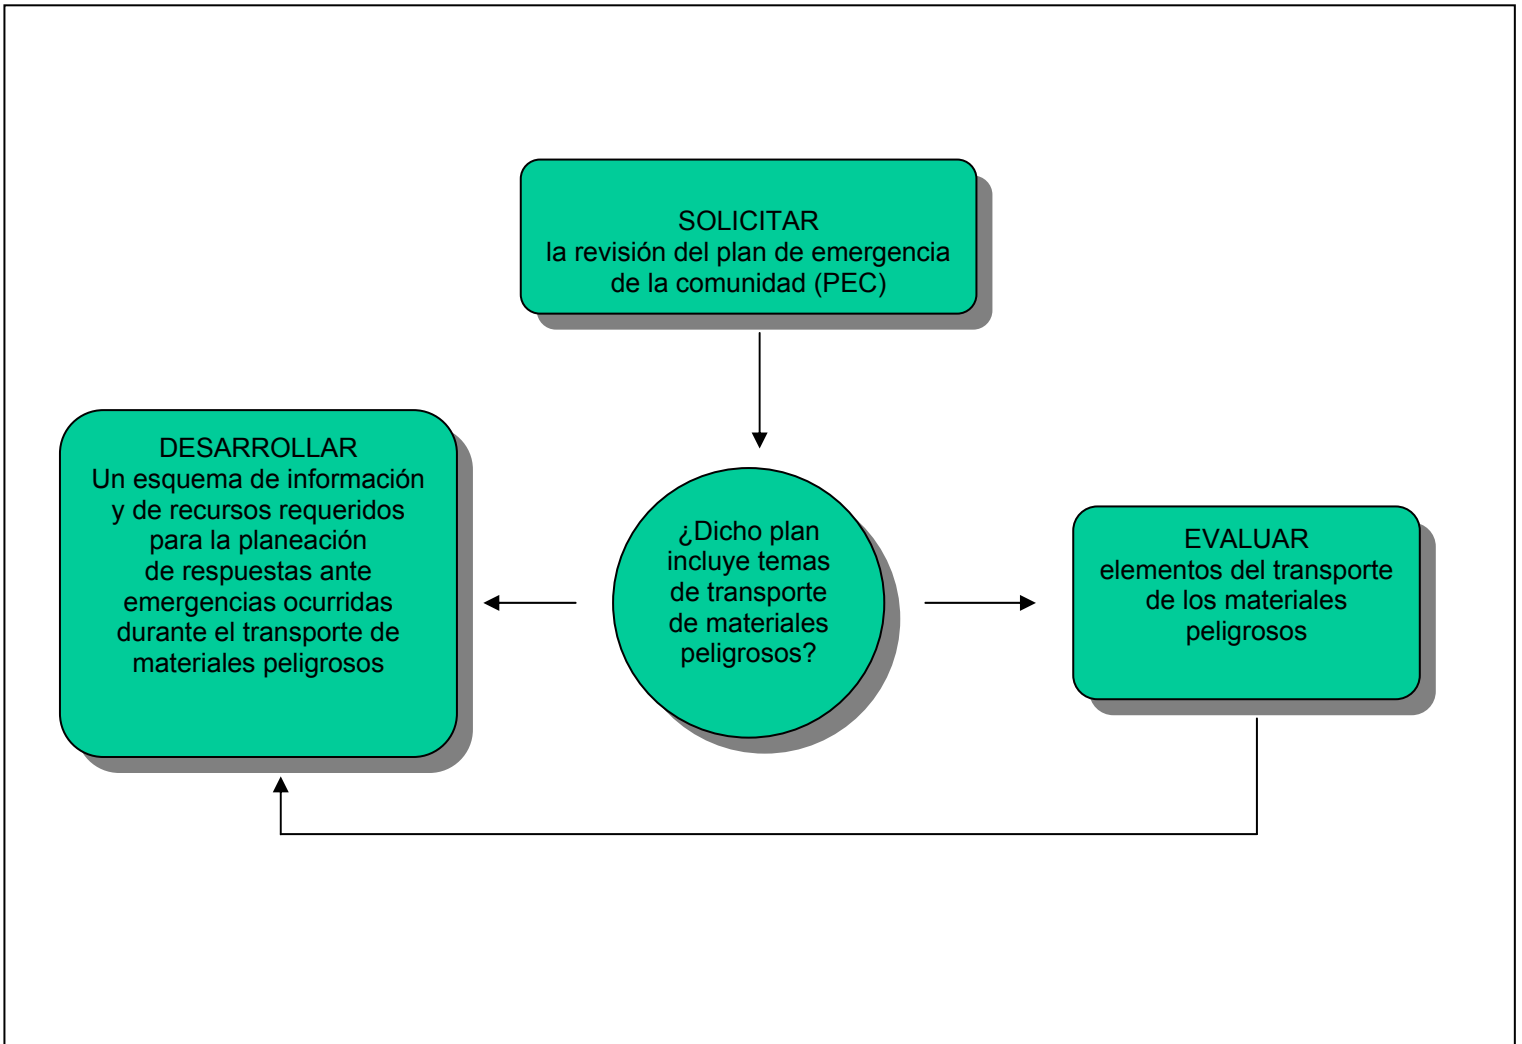 SOLICITAR
la revisión del plan de emergencia
de la comunidad (PEC)
DESARROLLAR
Un esquema de información
y de recursos requeridos
para la planeación
de respuestas ante
emergencias ocurridas
durante el transporte de
materiales peligrosos
¿Dicho plan
incluye temas
de transporte
de materiales
peligrosos?
EVALUAR
elementos del transporte
de los materiales
peligrosos